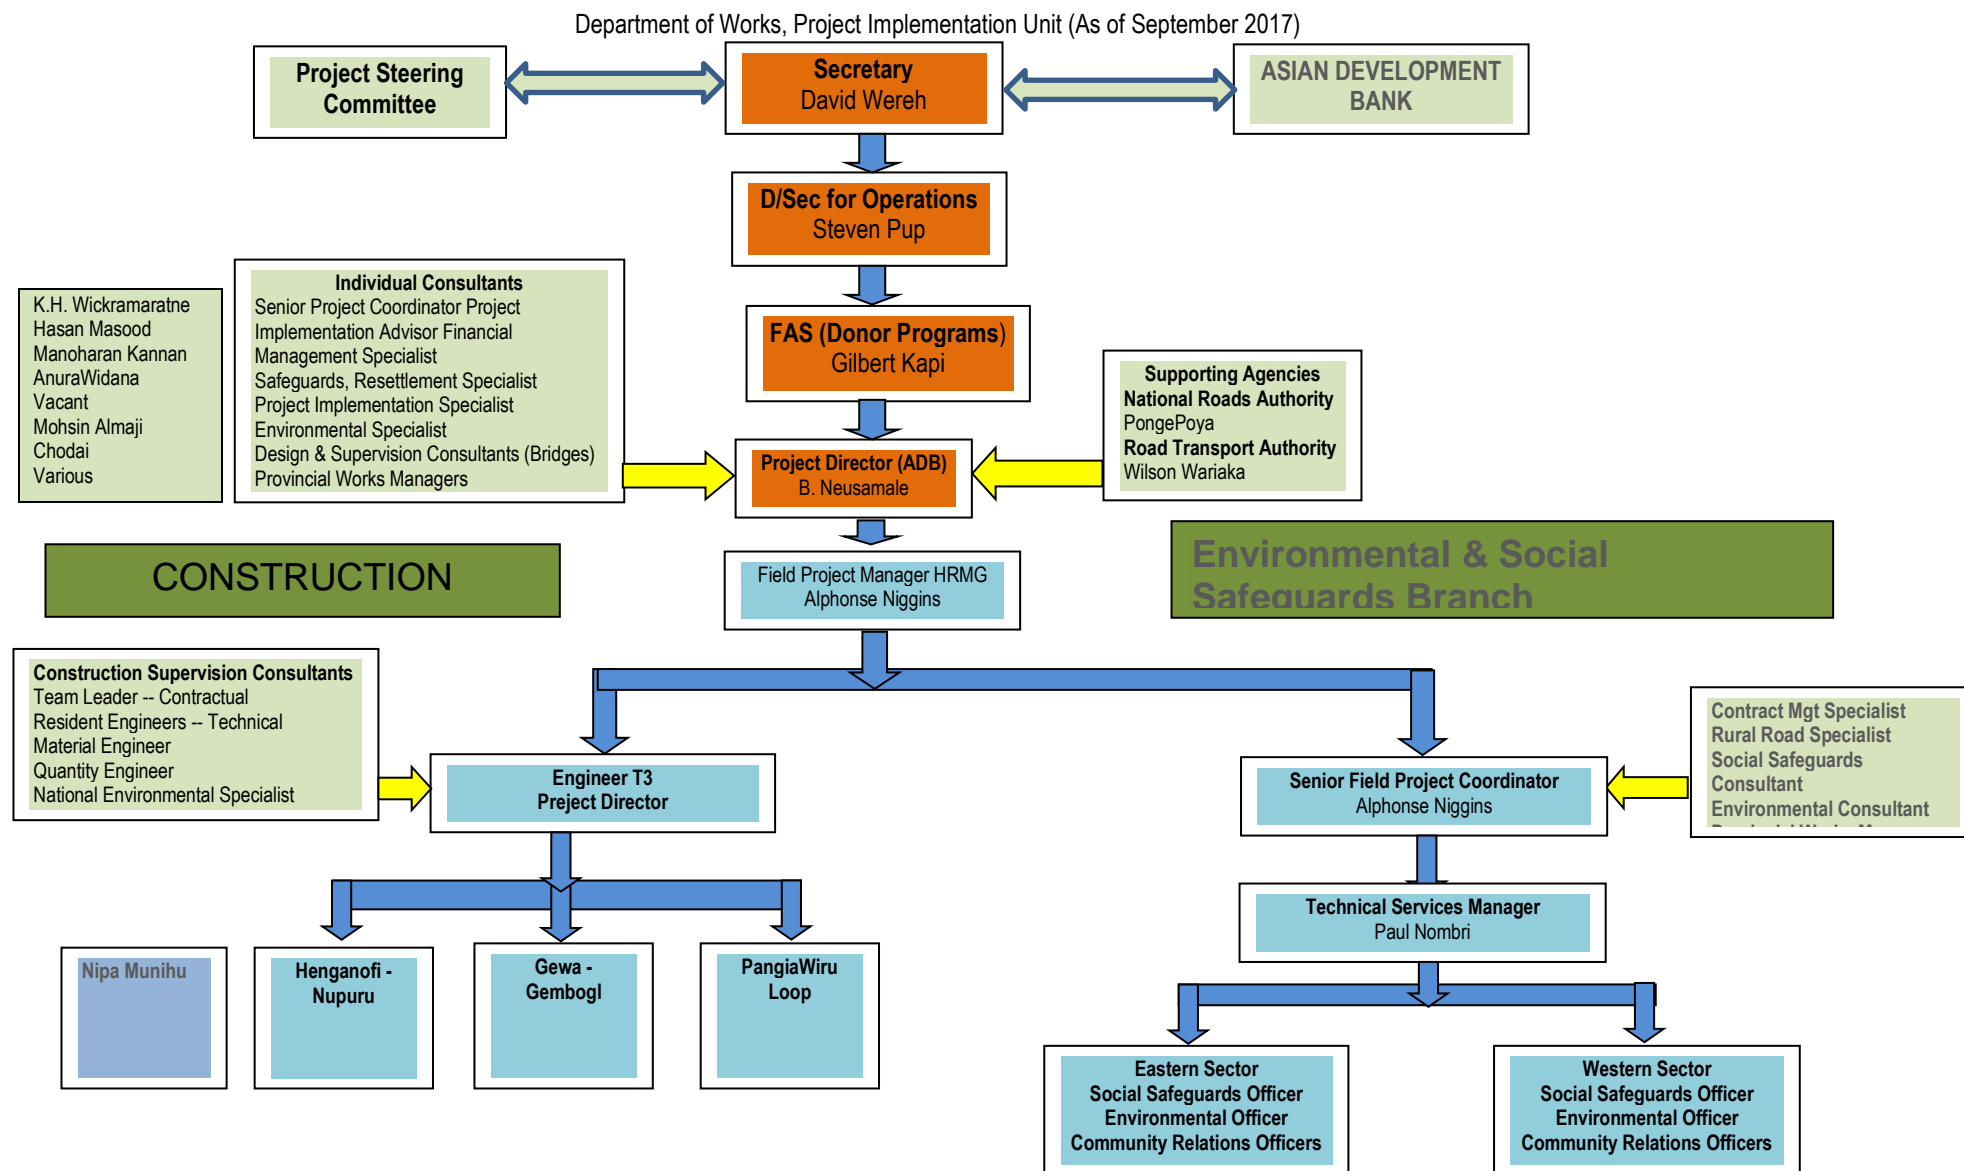 Department of Works, Project Implementation Unit (As of September 2017)
Project Steering
Committee
Secretary
David Wereh
ASIAN DEVELOPMENT
BANK
D/Sec for Operations
Steven Pup
K.H. Wickramaratne
Hasan Masood
Manoharan Kannan
AnuraWidana
Vacant
Mohsin Almaji
Chodai
Various
Individual Consultants
Senior Project Coordinator Project
Implementation Advisor Financial
Management Specialist
Safeguards, Resettlement Specialist
Project Implementation Specialist
Environmental Specialist
Design & Supervision Consultants (Bridges)
Provincial Works Managers
FAS (Donor Programs)
Gilbert Kapi
Supporting Agencies
National Roads Authority
PongePoya
Road Transport Authority
Wilson Wariaka
Project Director (ADB)
B. Neusamale
CONSTRUCTION
Field Project Manager HRMG
Alphonse Niggins
Environmental & Social
Safeguards Branch
Construction Supervision Consultants
Team Leader -- Contractual
Resident Engineers -- Technical
Material Engineer
Quantity Engineer
National Environmental Specialist
Engineer T3
Preject Director
Senior Field Project Coordinator
Alphonse Niggins
Contract Mgt Specialist
Rural Road Specialist
Social Safeguards
Consultant
Environmental Consultant
Technical Services Manager
Paul Nombri
Nipa Munihu
Henganofi -
Nupuru
Gewa -
Gembogl
PangiaWiru
Loop
Eastern Sector
Social Safeguards Officer
Environmental Officer
Community Relations Officers
Western Sector
Social Safeguards Officer
Environmental Officer
Community Relations Officers